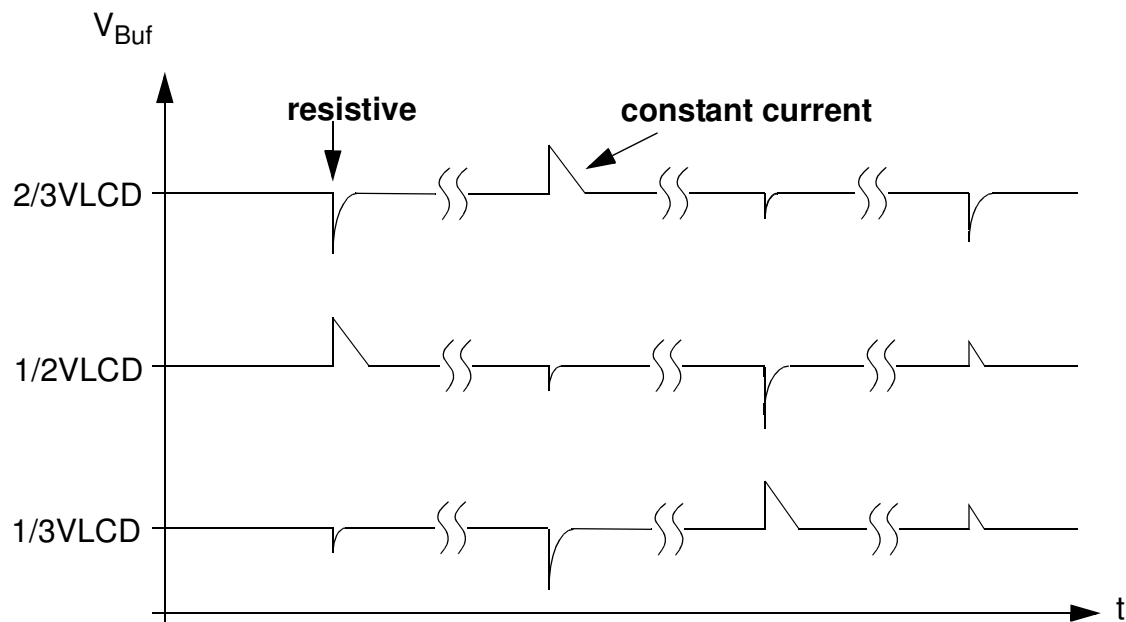 VBuf
resistive
constant current
2/3VLCD
1/2VLCD
1/3VLCD
t